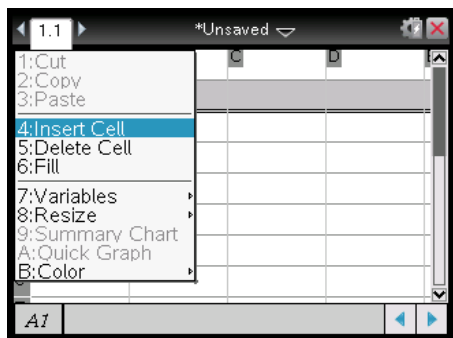 1.1 *Unsaved
C D
1:Cut
2:Copy
3:Paste
4:Insert Cell
5:Delete Cell
6:Fill
7:Variables
8:Resize
9:Summary Chart
A:Quick Graph
B:Color
A1